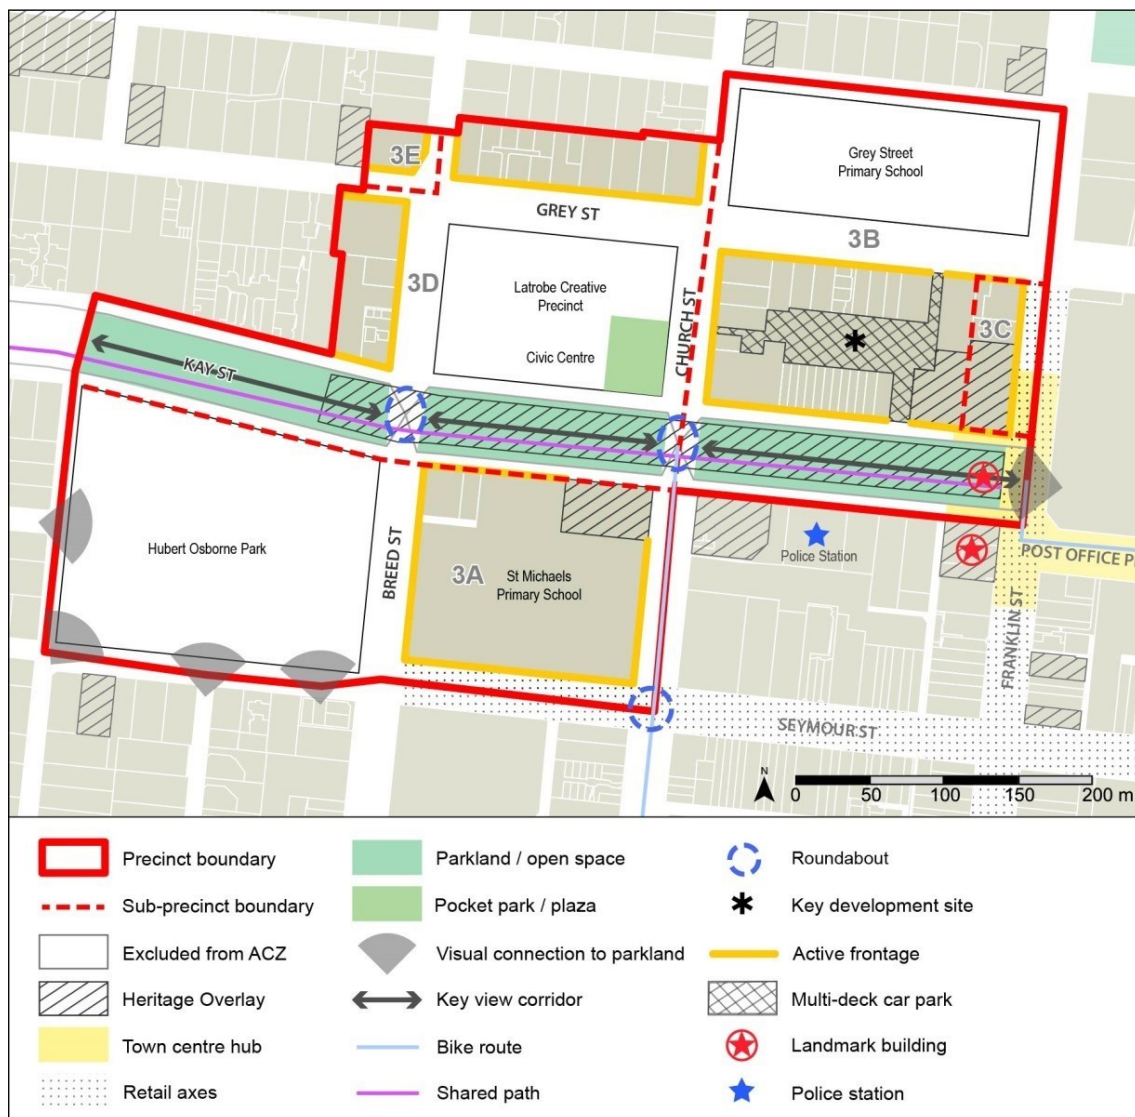 3E
Grey Street
Primary School
GREY ST
3B
3D
Latrobe Creative
Precinct
CHURCH ST
3C
Civic Centre
KAY ST
Hubert Osborne Park
BREED ST
3A
St Michaels
Primary School
Police Station
POST OFFICE P
FRANKLIN ST
SEYMOUR ST
N
0 50 100 150 200 m
Precinct boundary
Parkland / open space
Roundabout
Sub-precinct boundary
Pocket park / plaza
Key development site
Excluded from ACZ
Visual connection to parkland
Active frontage
Heritage Overlay
Key view corridor
Multi-deck car park
Town centre hub
Bike route
Landmark building
Retail axes
Shared path
Police station